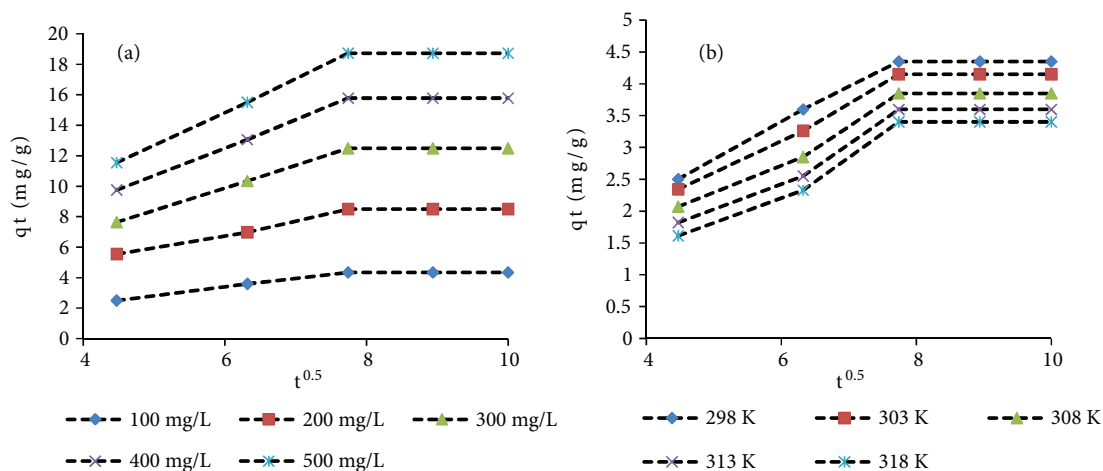 (a)
qt (mg/g)
20
18
16
14
12
10
8
6
4
2
0
4 6 8 10
t^0.5
100 mg/L 200 mg/L 300 mg/L
400 mg/L 500 mg/L
(b)
qt (mg/g)
5
4.5
4
3.5
3
2.5
2
1.5
1
0.5
0
4 6 8 10
t^0.5
298 K 303 K 308 K
313 K 318 K